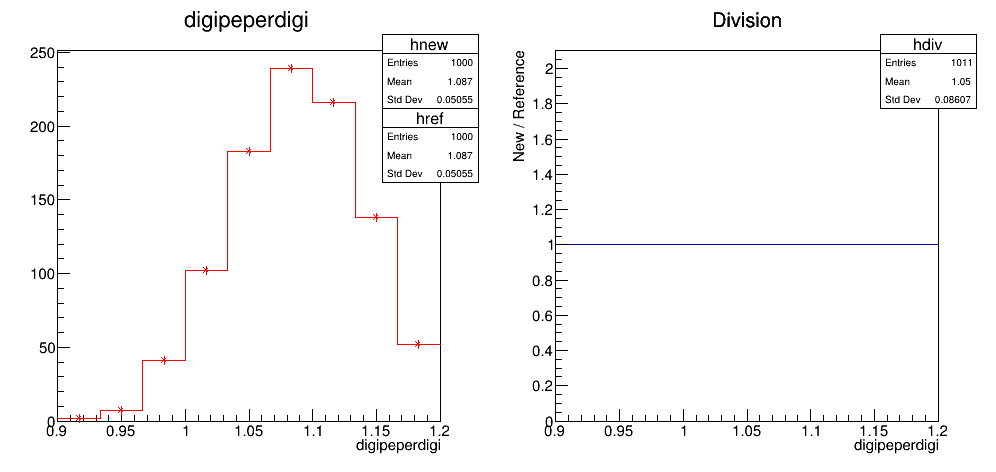 digipeperdigi
hnew
Entries 1000
Mean 1.087
Std Dev 0.05055
href
Entries 1000
Mean 1.087
Std Dev 0.05055
250
200
150
100
50
0
0.9 0.95 1 1.05 1.1 1.15 1.2
digipeperdigi
Division
hdiv
Entries 1011
Mean 1.05
Std Dev 0.08607
New / Reference
2
1.8
1.6
1.4
1.2
1
0.8
0.6
0.4
0.2
0
0.9 0.95 1 1.05 1.1 1.15 1.2
digipeperdigi